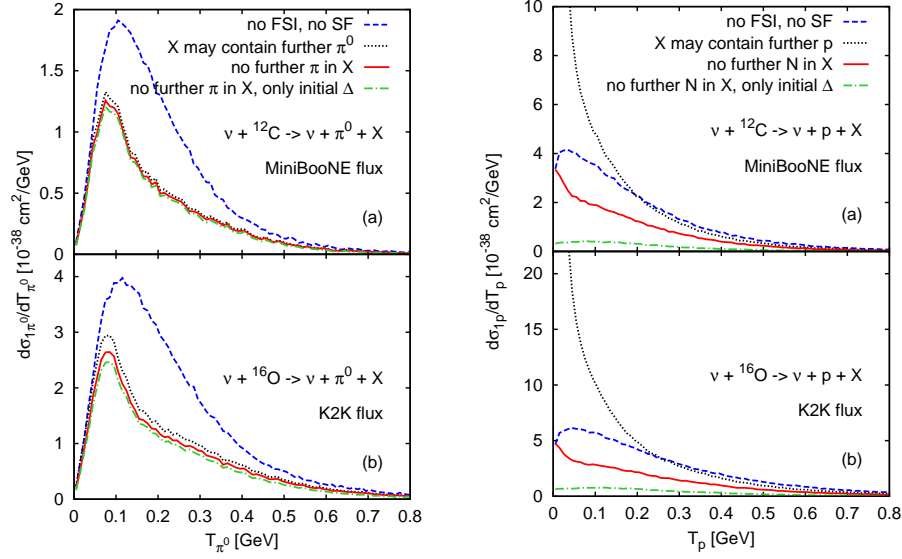 2
1.5
1
0.5
0
no FSI, no SF
X may contain further π⁰
no further π in X
no further π in X, only initial Δ
ν + ¹²C -> ν + π⁰ + X
MiniBooNE flux
(a)
dσ₁π⁰/dT_π⁰ [10⁻³⁸ cm²/GeV]
5
4
3
2
1
0
ν + ¹⁶O -> ν + π⁰ + X
K2K flux
(b)
0 0.1 0.2 0.3 0.4 0.5 0.6 0.7 0.8
T_π⁰ [GeV]
10
8
6
4
2
0
no FSI, no SF
X may contain further p
no further N in X
no further N in X, only initial Δ
ν + ¹²C -> ν + p + X
MiniBooNE flux
(a)
dσ₁p/dT_p [10⁻³⁸ cm²/GeV]
20
15
10
5
0
ν + ¹⁶O -> ν + p + X
K2K flux
(b)
0 0.1 0.2 0.3 0.4 0.5 0.6 0.7 0.8
T_p [GeV]